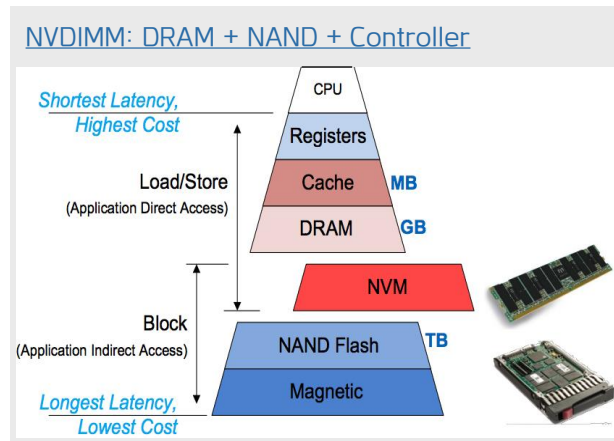 NVDIMM: DRAM + NAND + Controller
CPU
Shortest Latency,
Highest Cost
Registers
Load/Store
(Application Direct Access)
Cache
MB
DRAM
GB
NVM
Block
(Application Indirect Access)
NAND Flash
TB
Magnetic
Longest Latency,
Lowest Cost